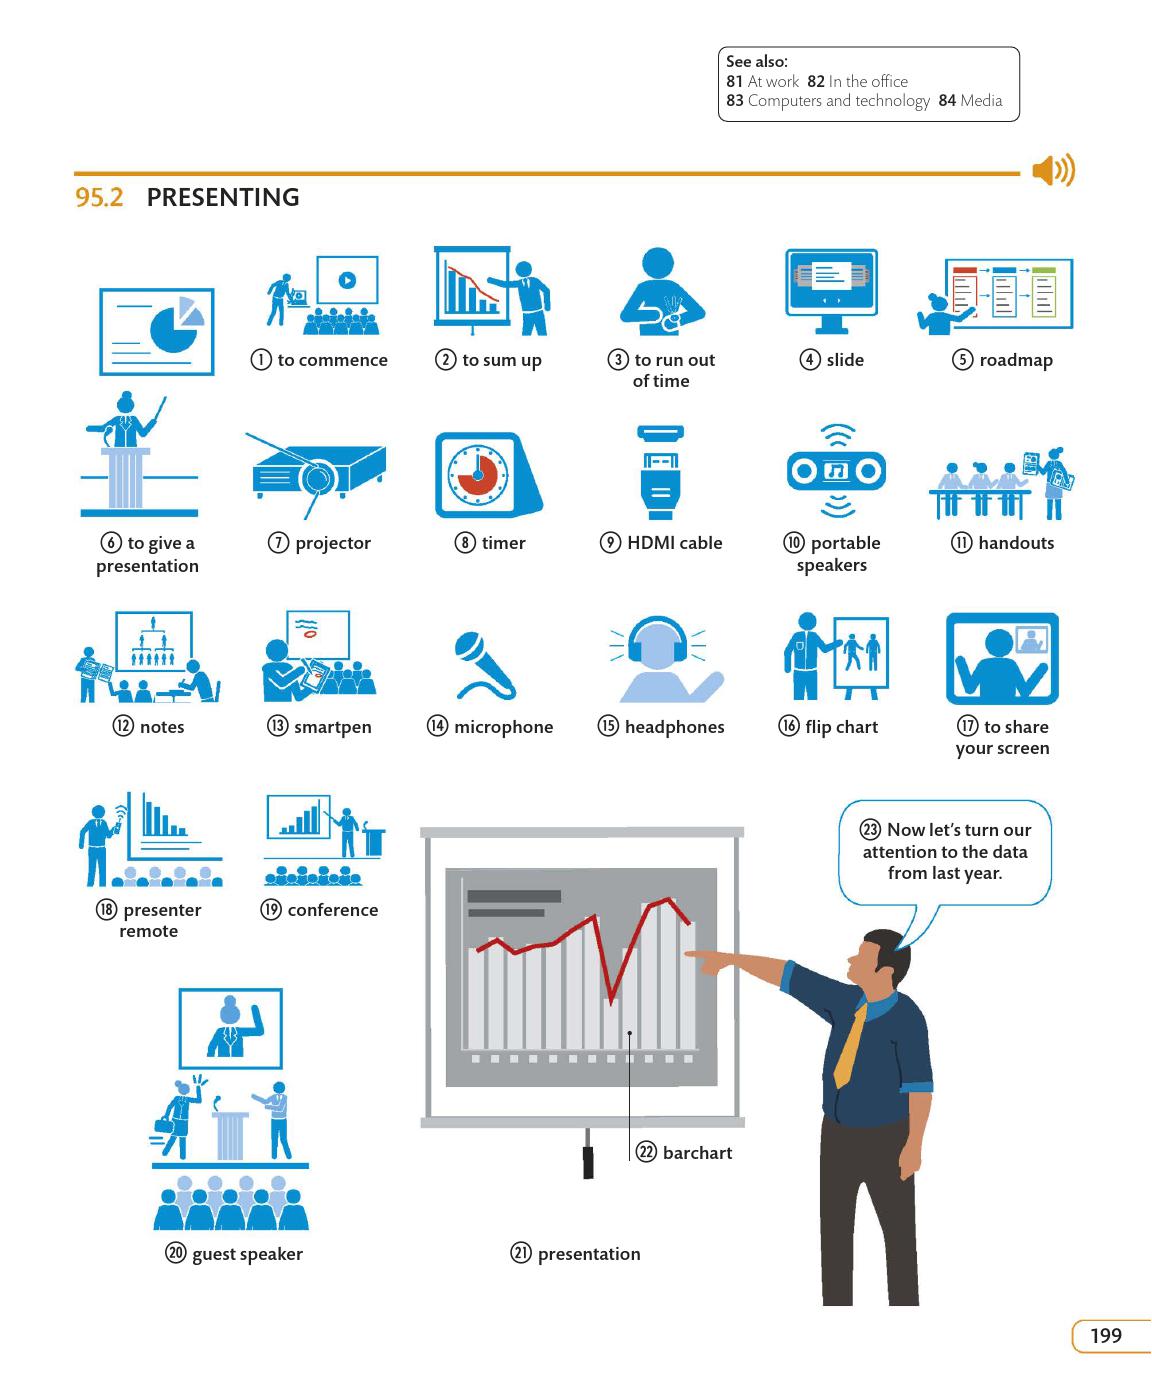 See also:
81 At work 82 In the office
83 Computers and technology 84 Media
95.2 PRESENTING
1 to commence
2 to sum up
3 to run out
of time
4 slide
5 roadmap
6 to give a
presentation
7 projector
8 timer
9 HDMI cable
10 portable
speakers
11 handouts
12 notes
13 smartpen
14 microphone
15 headphones
16 flip chart
17 to share
your screen
18 presenter
remote
19 conference
23 Now let's turn our
attention to the data
from last year.
22 barchart
20 guest speaker
21 presentation
199